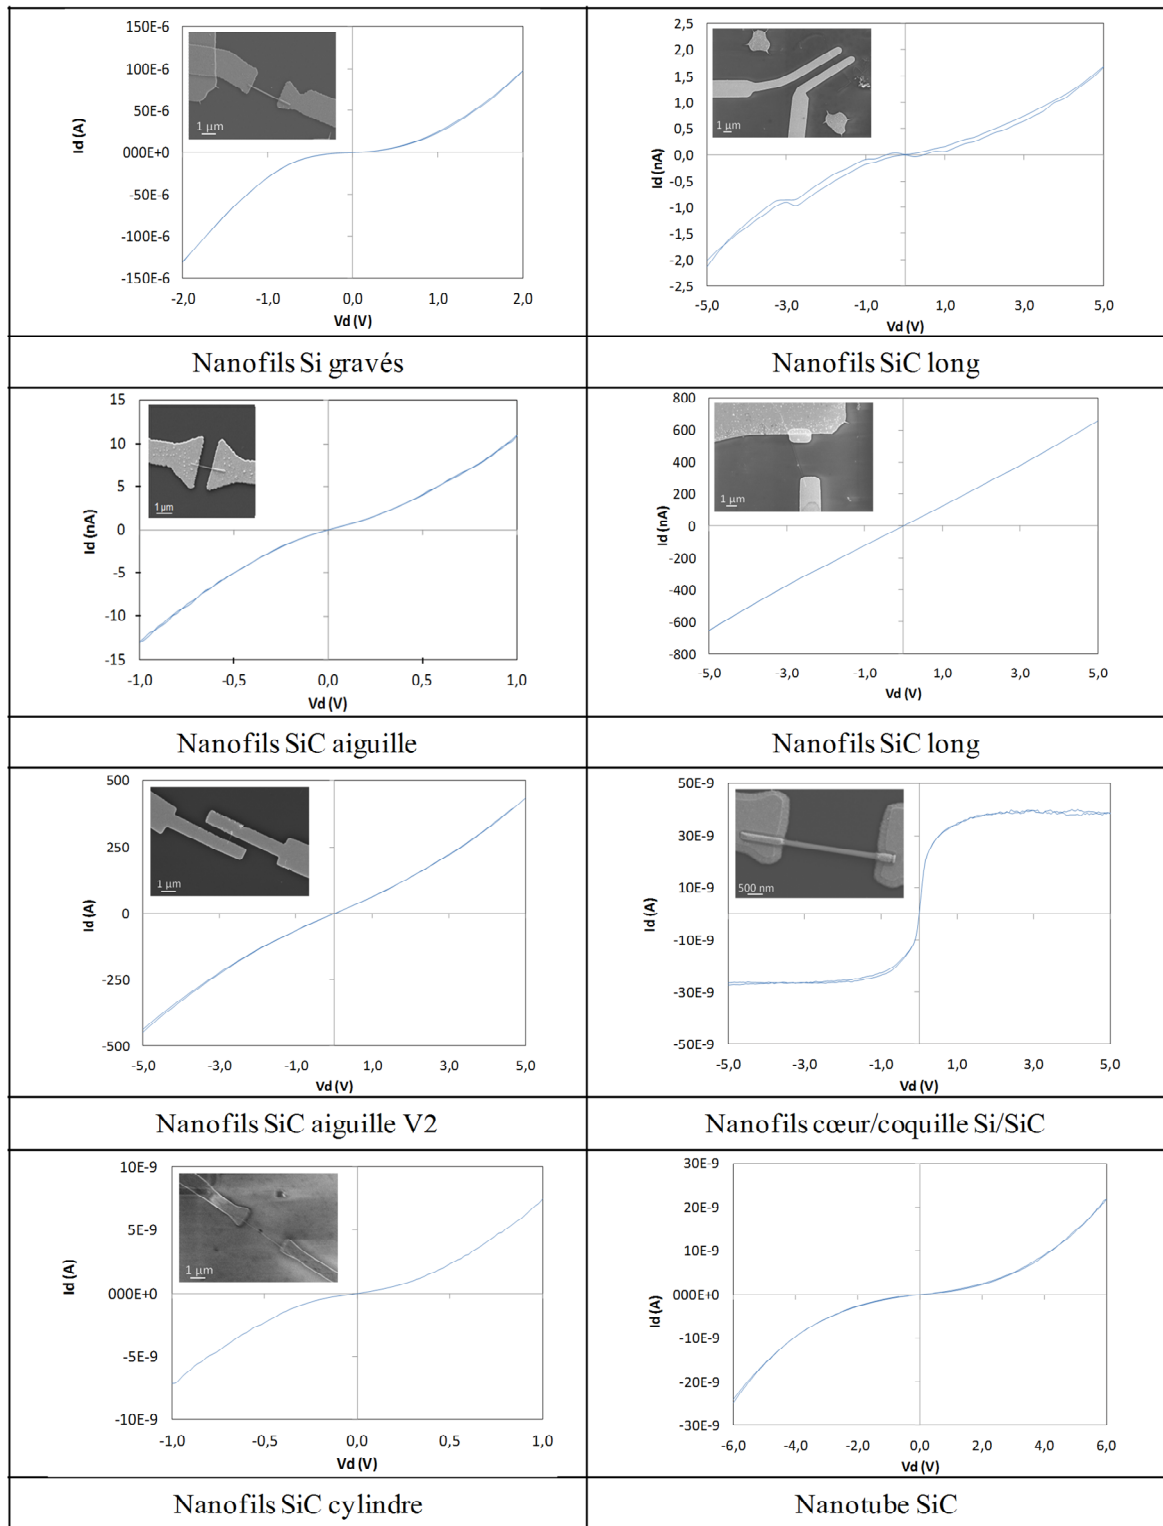 150E-6
100E-6
50E-6
000E+0
-50E-6
-100E-6
-150E-6
Id (A)
1 µm
-2,0 -1,0 0,0 1,0 2,0
Vd (V)
2,5
2,0
1,5
1,0
0,5
0,0
-0,5
-1,0
-1,5
-2,0
2,5
Id (nA)
1 µm
-5,0 -3,0 -1,0 1,0 3,0 5,0
Vd (V)
Nanofils Si gravés
Nanofils SiC long
15
10
5
0
-5
-10
-15
Id (nA)
1 µm
-1,0 -0,5 0,0 0,5 1,0
Vd (V)
800
600
400
200
0
-200
-400
-600
-800
Id (nA)
1 µm
-5,0 -3,0 -1,0 1,0 3,0 5,0
Vd (V)
Nanofils SiC aiguille
Nanofils SiC long
500
250
0
-250
-500
Id (A)
1 µm
-5,0 -3,0 -1,0 1,0 3,0 5,0
Vd (V)
50E-9
30E-9
10E-9
-10E-9
-30E-9
-50E-9
Id (A)
500 nm
-5,0 -3,0 -1,0 1,0 3,0 5,0
Vd (V)
Nanofils SiC aiguille V2
Nanofils cœur/coquille Si/SiC
10E-9
5E-9
000E+0
-5E-9
-10E-9
Id (A)
1 µm
-1,0 -0,5 0,0 0,5 1,0
Vd (V)
30E-9
20E-9
10E-9
000E+0
-10E-9
-20E-9
-30E-9
Id (A)
-6,0 -4,0 -2,0 0,0 2,0 4,0 6,0
Vd (V)
Nanofils SiC cylindre
Nanotube SiC